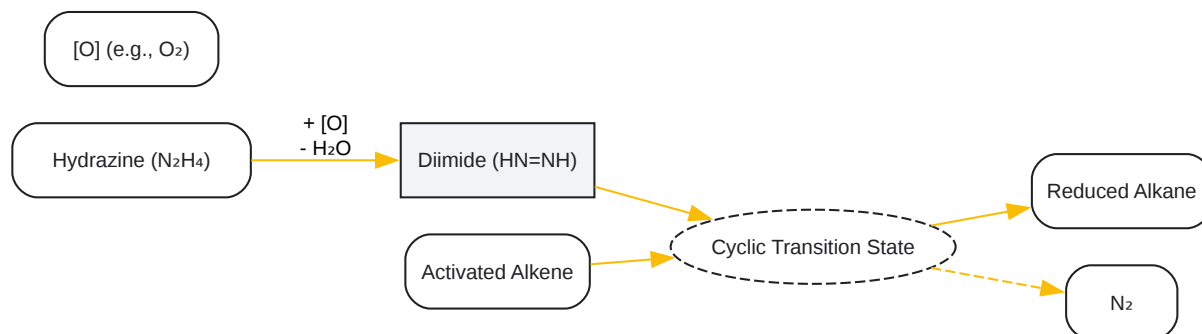 [O] (e.g., O₂)
Hydrazine (N₂H₄)
+ [O]
- H₂O
Diimide (HN=NH)
Activated Alkene
Cyclic Transition State
Reduced Alkane
N₂